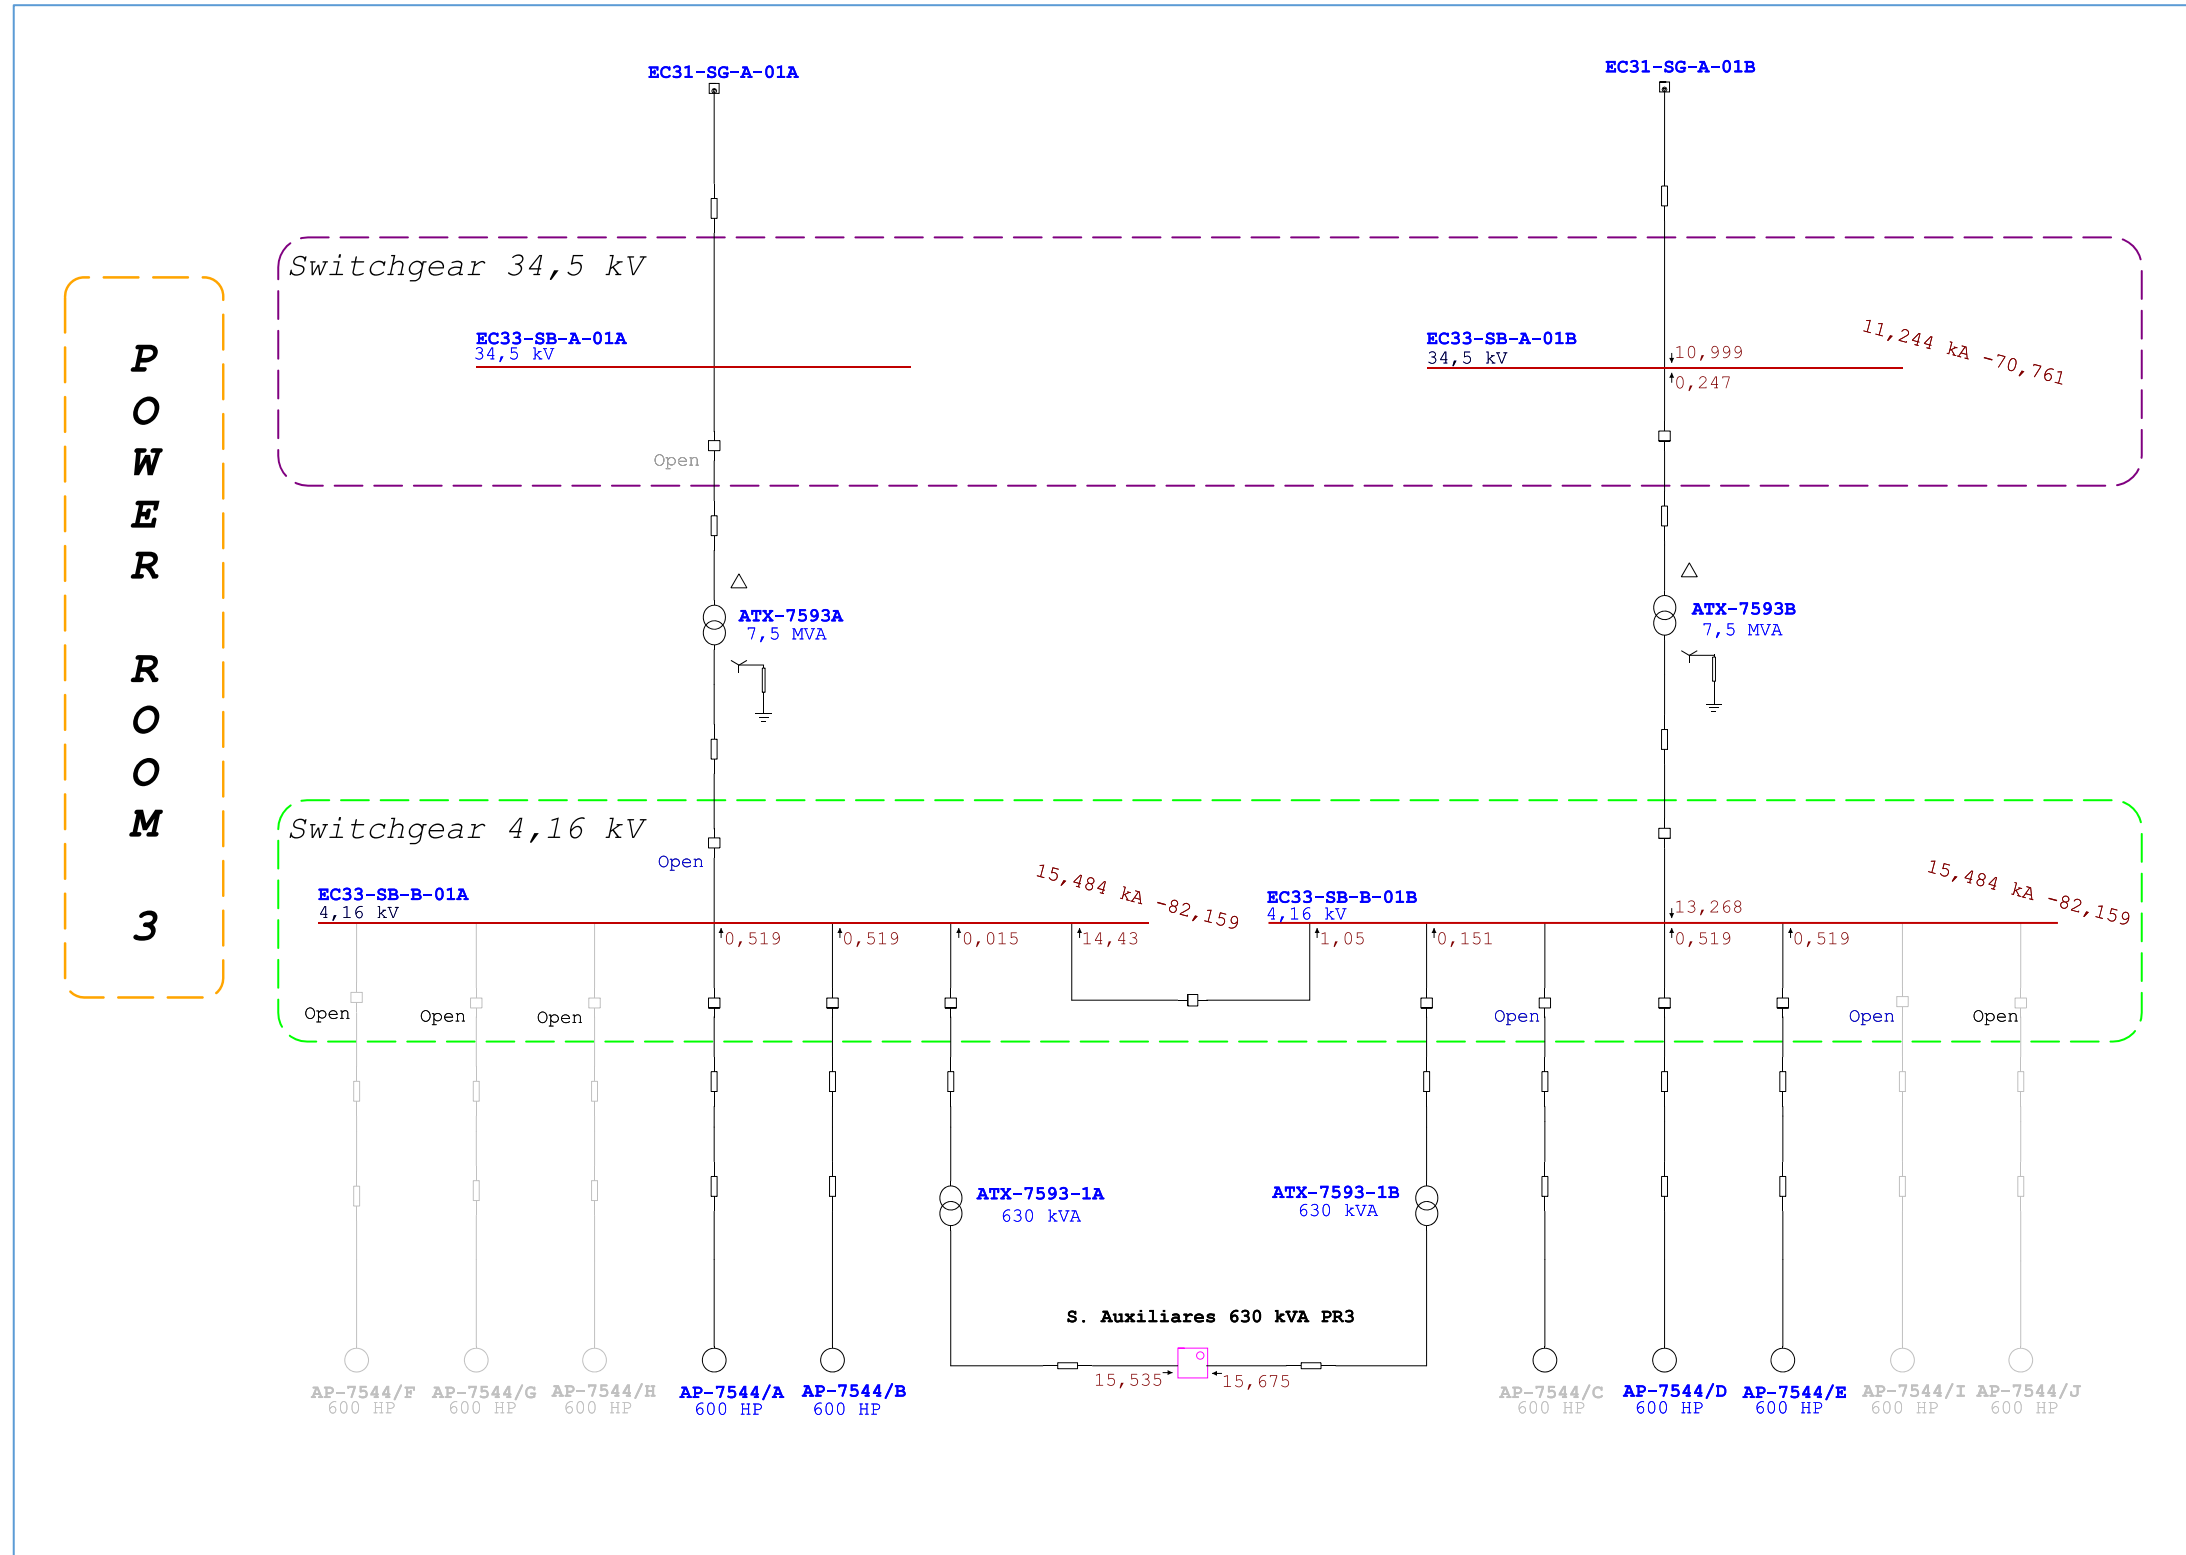 EC31-SG-A-01A
EC31-SG-A-01B
Switchgear 34,5 kV
EC33-SB-A-01A
34,5 kV
EC33-SB-A-01B
34,5 kV
10,999
0,247
11,244 kA -70,761
Open
POWER ROOM 3
ATX-7593A
7,5 MVA
ATX-7593B
7,5 MVA
Switchgear 4,16 kV
Open
EC33-SB-B-01A
4,16 kV
15,484 kA -82,159
EC33-SB-B-01B
4,16 kV
13,268
15,484 kA -82,159
0,519
0,519
0,015
14,43
1,05
0,151
0,519
0,519
Open
Open
Open
Open
Open
Open
ATX-7593-1A
630 kVA
ATX-7593-1B
630 kVA
S. Auxiliares 630 kVA PR3
15,535
15,675
AP-7544/F
600 HP
AP-7544/G
600 HP
AP-7544/H
600 HP
AP-7544/A
600 HP
AP-7544/B
600 HP
AP-7544/C
600 HP
AP-7544/D
600 HP
AP-7544/E
600 HP
AP-7544/I
600 HP
AP-7544/J
600 HP